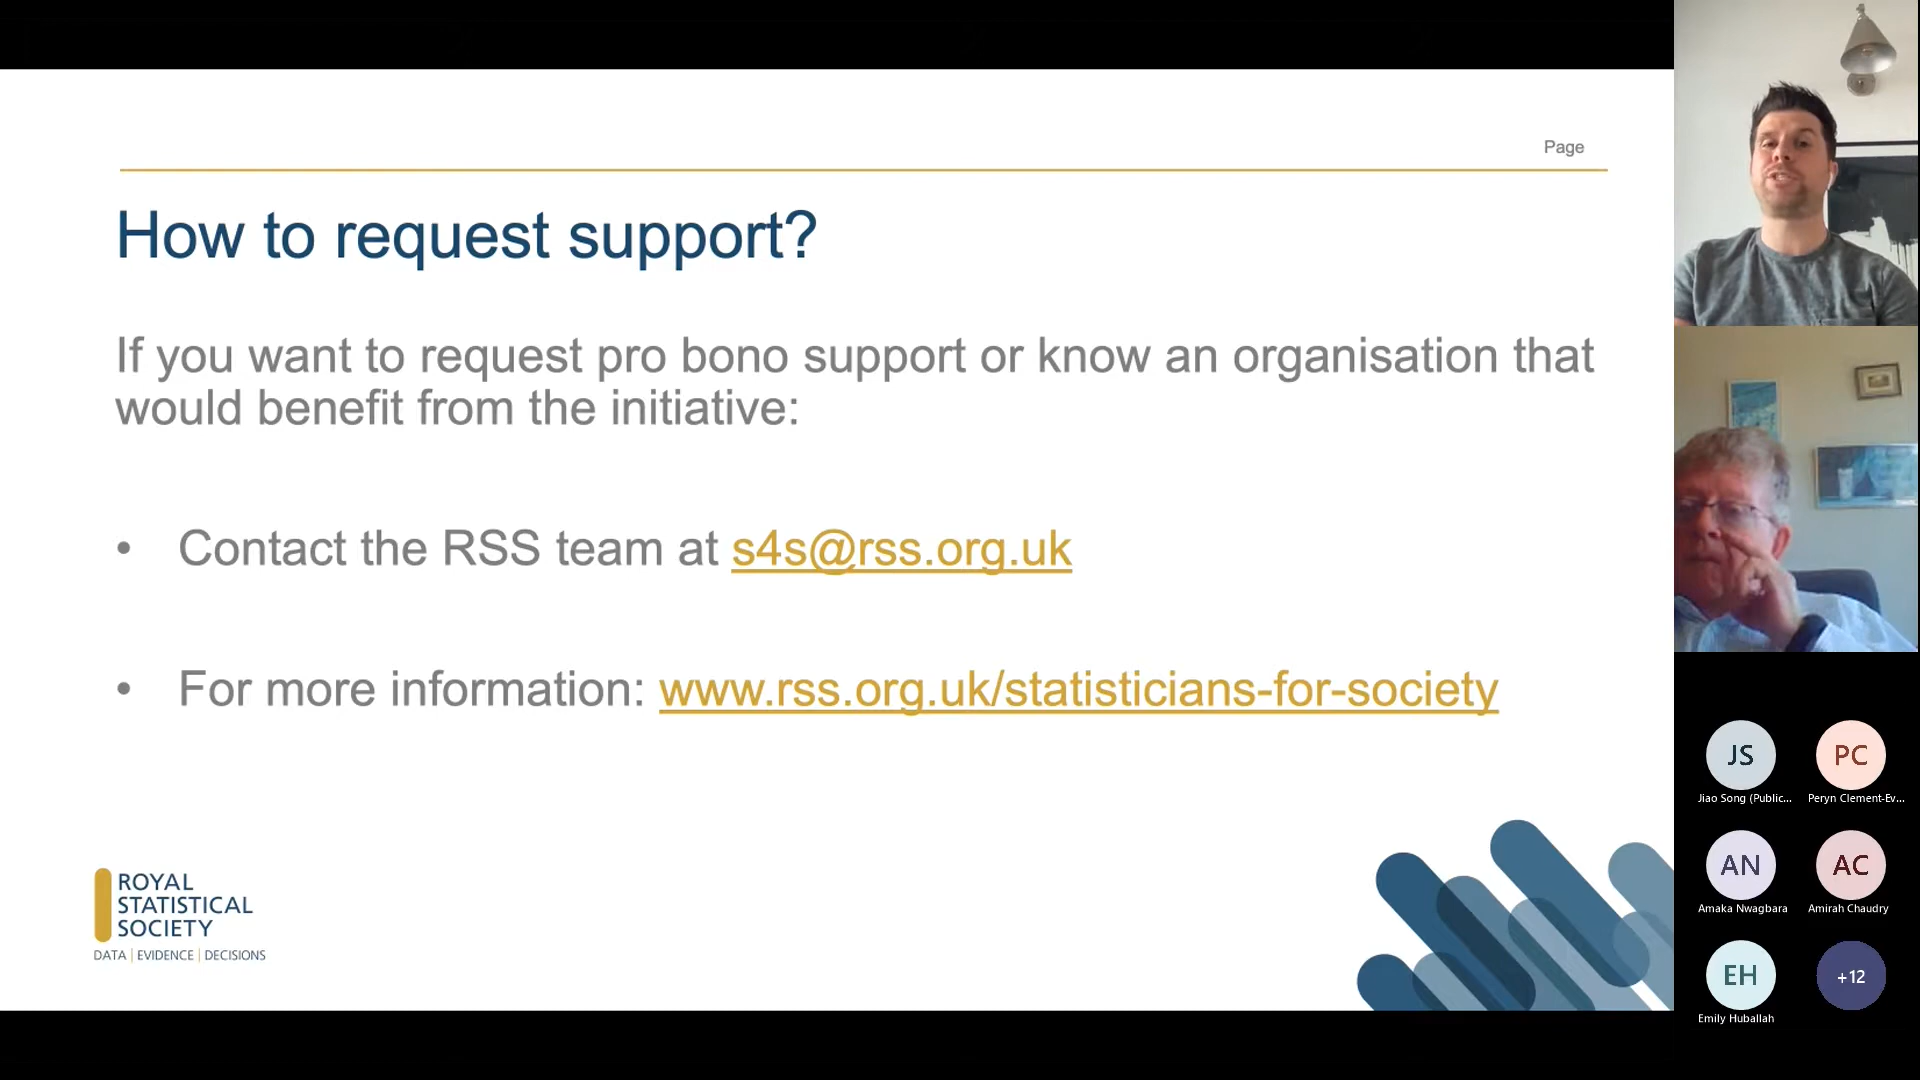 Page
How to request support?
If you want to request pro bono support or know an organisation that
would benefit from the initiative:
• Contact the RSS team at s4s@rss.org.uk
• For more information: www.rss.org.uk/statisticians-for-society
ROYAL
STATISTICAL
SOCIETY
DATA | EVIDENCE | DECISIONS
JS
Jiao Song (Public...
PC
Peryn Clement-Ev...
AN
Amaka Nwagbara
AC
Amirah Chaudry
EH
Emily Huballah
+12